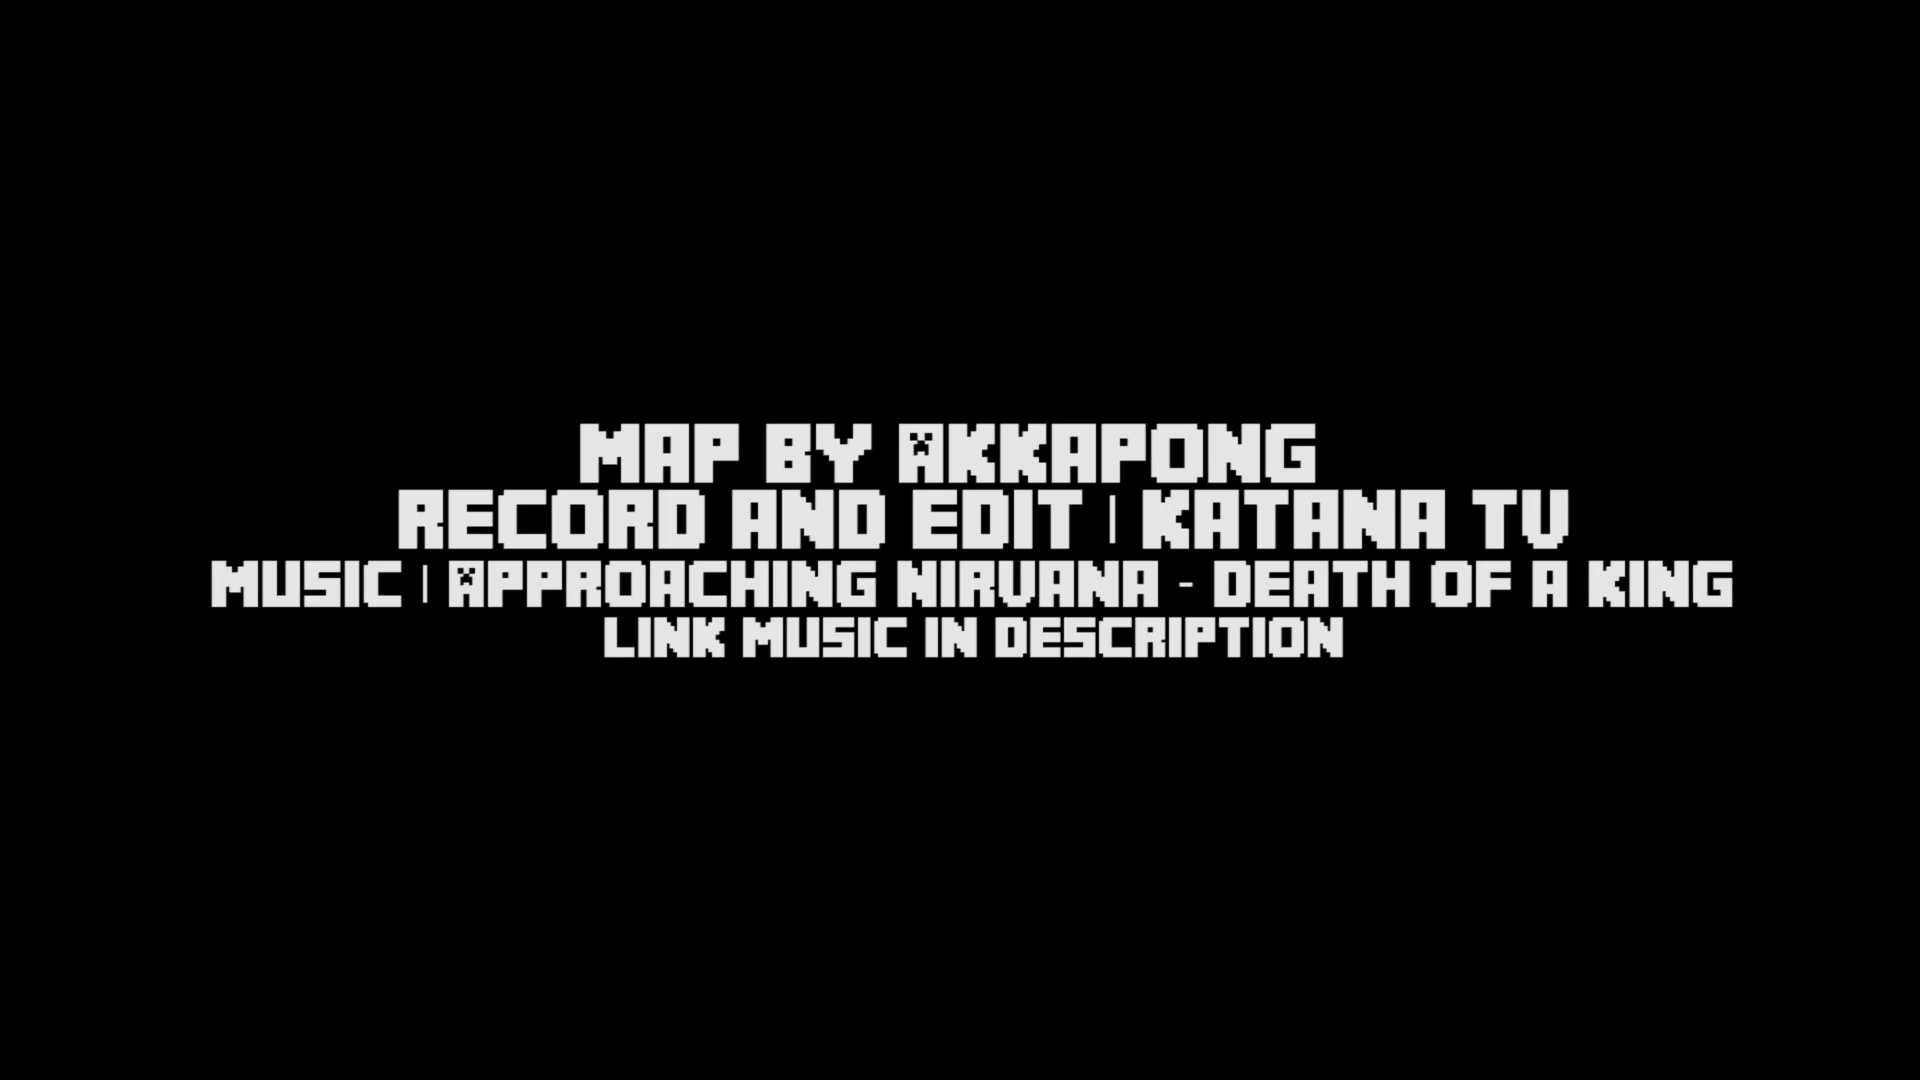 MAP BY AKKAPONG
RECORD AND EDIT | KATANA TV
MUSIC | APPROACHING NIRVANA - DEATH OF A KING
LINK MUSIC IN DESCRIPTION